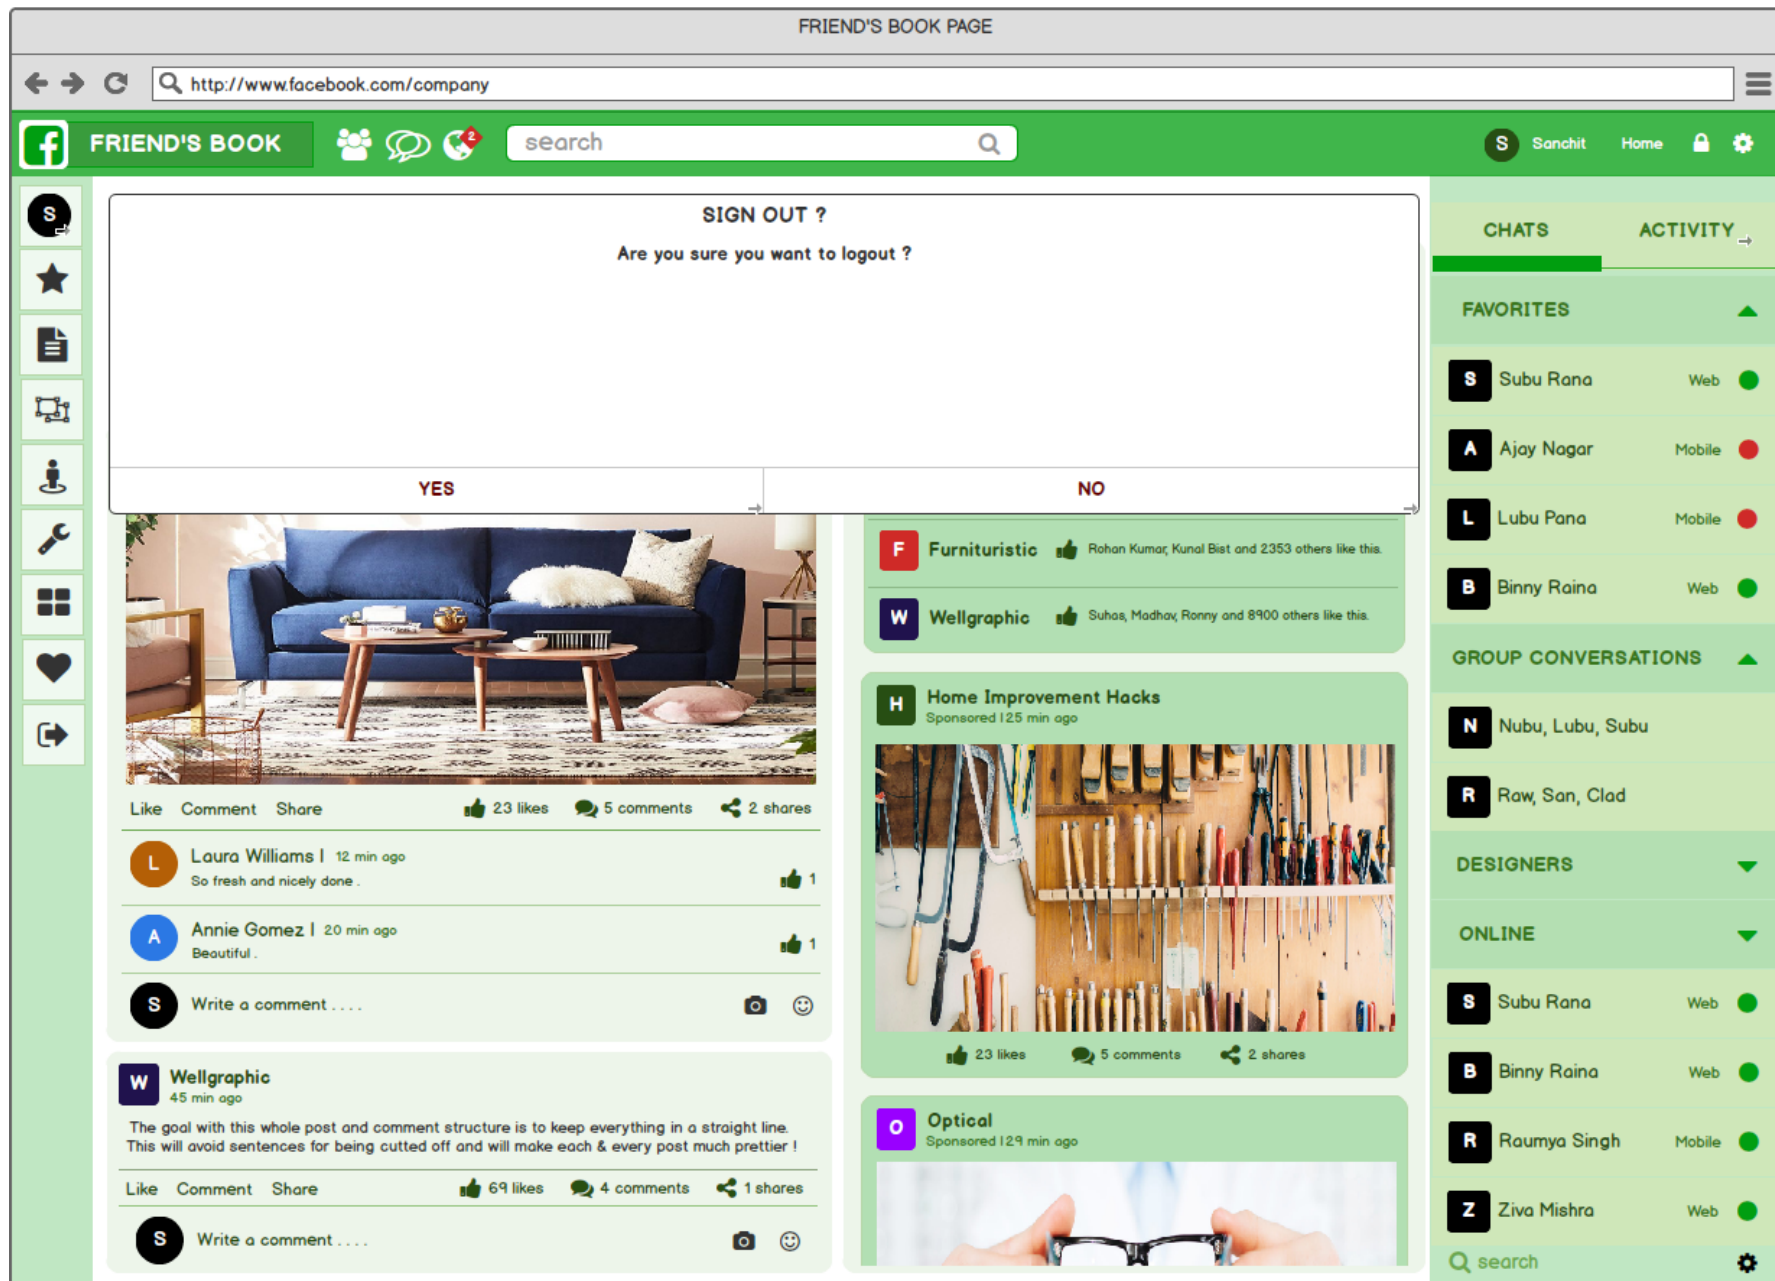 FRIEND'S BOOK PAGE
http://www.facebook.com/company
f FRIEND'S BOOK 2 search S Sanchit Home
S
SIGN OUT ?
Are you sure you want to logout ?
YES NO
F Furnituristic Rohan Kumar, Kunal Bist and 2353 others like this.
W Wellgraphic Suhas, Madhav, Ronny and 8900 others like this.
Like Comment Share 23 likes 5 comments 2 shares
L Laura Williams | 12 min ago
So fresh and nicely done .
1
A Annie Gomez | 20 min ago
Beautiful .
1
S Write a comment . . . .
W Wellgraphic
45 min ago
The goal with this whole post and comment structure is to keep everything in a straight line.
This will avoid sentences for being cutted off and will make each & every post much prettier !
Like Comment Share 69 likes 4 comments 1 shares
S Write a comment . . . .
H Home Improvement Hacks
Sponsored | 25 min ago
23 likes 5 comments 2 shares
O Optical
Sponsored | 29 min ago
CHATS ACTIVITY
FAVORITES
S Subu Rana Web
A Ajay Nagar Mobile
L Lubu Pana Mobile
B Binny Raina Web
GROUP CONVERSATIONS
N Nubu, Lubu, Subu
R Raw, San, Clad
DESIGNERS
ONLINE
S Subu Rana Web
B Binny Raina Web
R Raumya Singh Mobile
Z Ziva Mishra Web
search